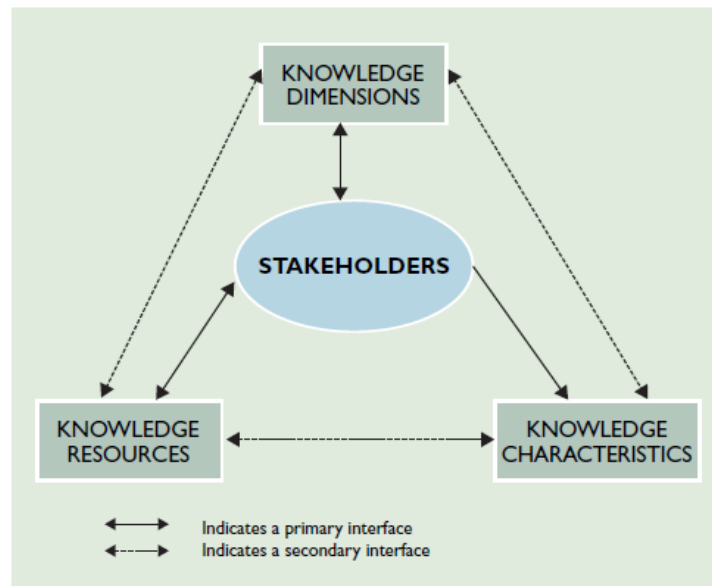 KNOWLEDGE
DIMENSIONS
STAKEHOLDERS
KNOWLEDGE
RESOURCES
KNOWLEDGE
CHARACTERISTICS
Indicates a primary interface
Indicates a secondary interface